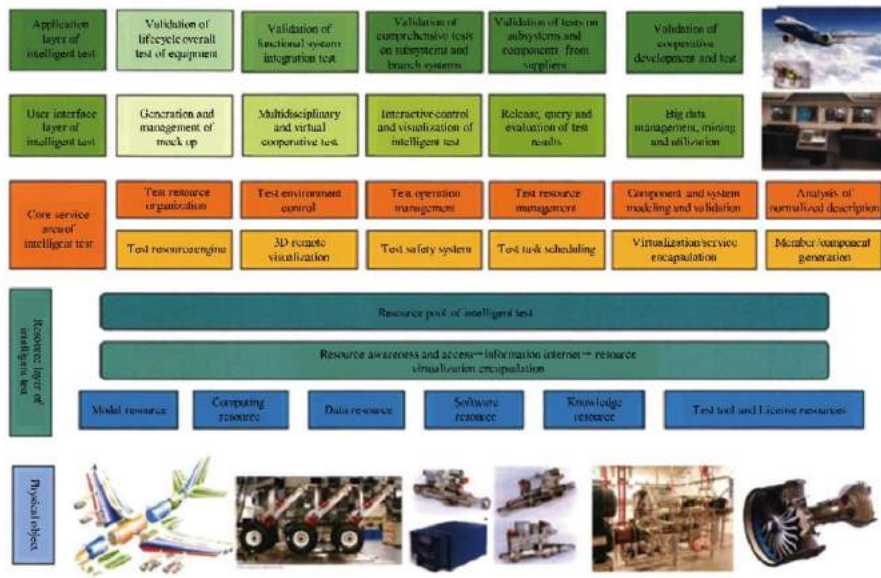 Application
layer of
intelligent test
Validation of
lifecycle overall
test of equipment
Validation of
functional system
integration test
Validation of
comprehensive tests
on subsystems and
branch systems
Validation of tests on
subsystems and
components from
suppliers
Validation of
cooperative
development and test
User interface
layer of
intelligent test
Generation and
management of
mock up
Multidisciplinary
and virtual
cooperative test
Interactive control
and visualization of
intelligent test
Release, query and
evaluation of test
results
Big data
management, mining
and utilization
Core service
area of
intelligent test
Test resource
organization
Test environment
control
Test operation
management
Test resource
management
Component and system
modeling and validation
Analysis of
normalized description
Test resource engine
3D remote
visualization
Test safety system
Test task scheduling
Virtualization/service
encapsulation
Member/component
generation
Resource layer of
intelligent test
Resource pool of intelligent test
Resource awareness and access→information internet→resource
virtualization encapsulation
Modal resource
Computing
resource
Data resource
Software
resource
Knowledge
resource
Test tool and License resources
Physical
object